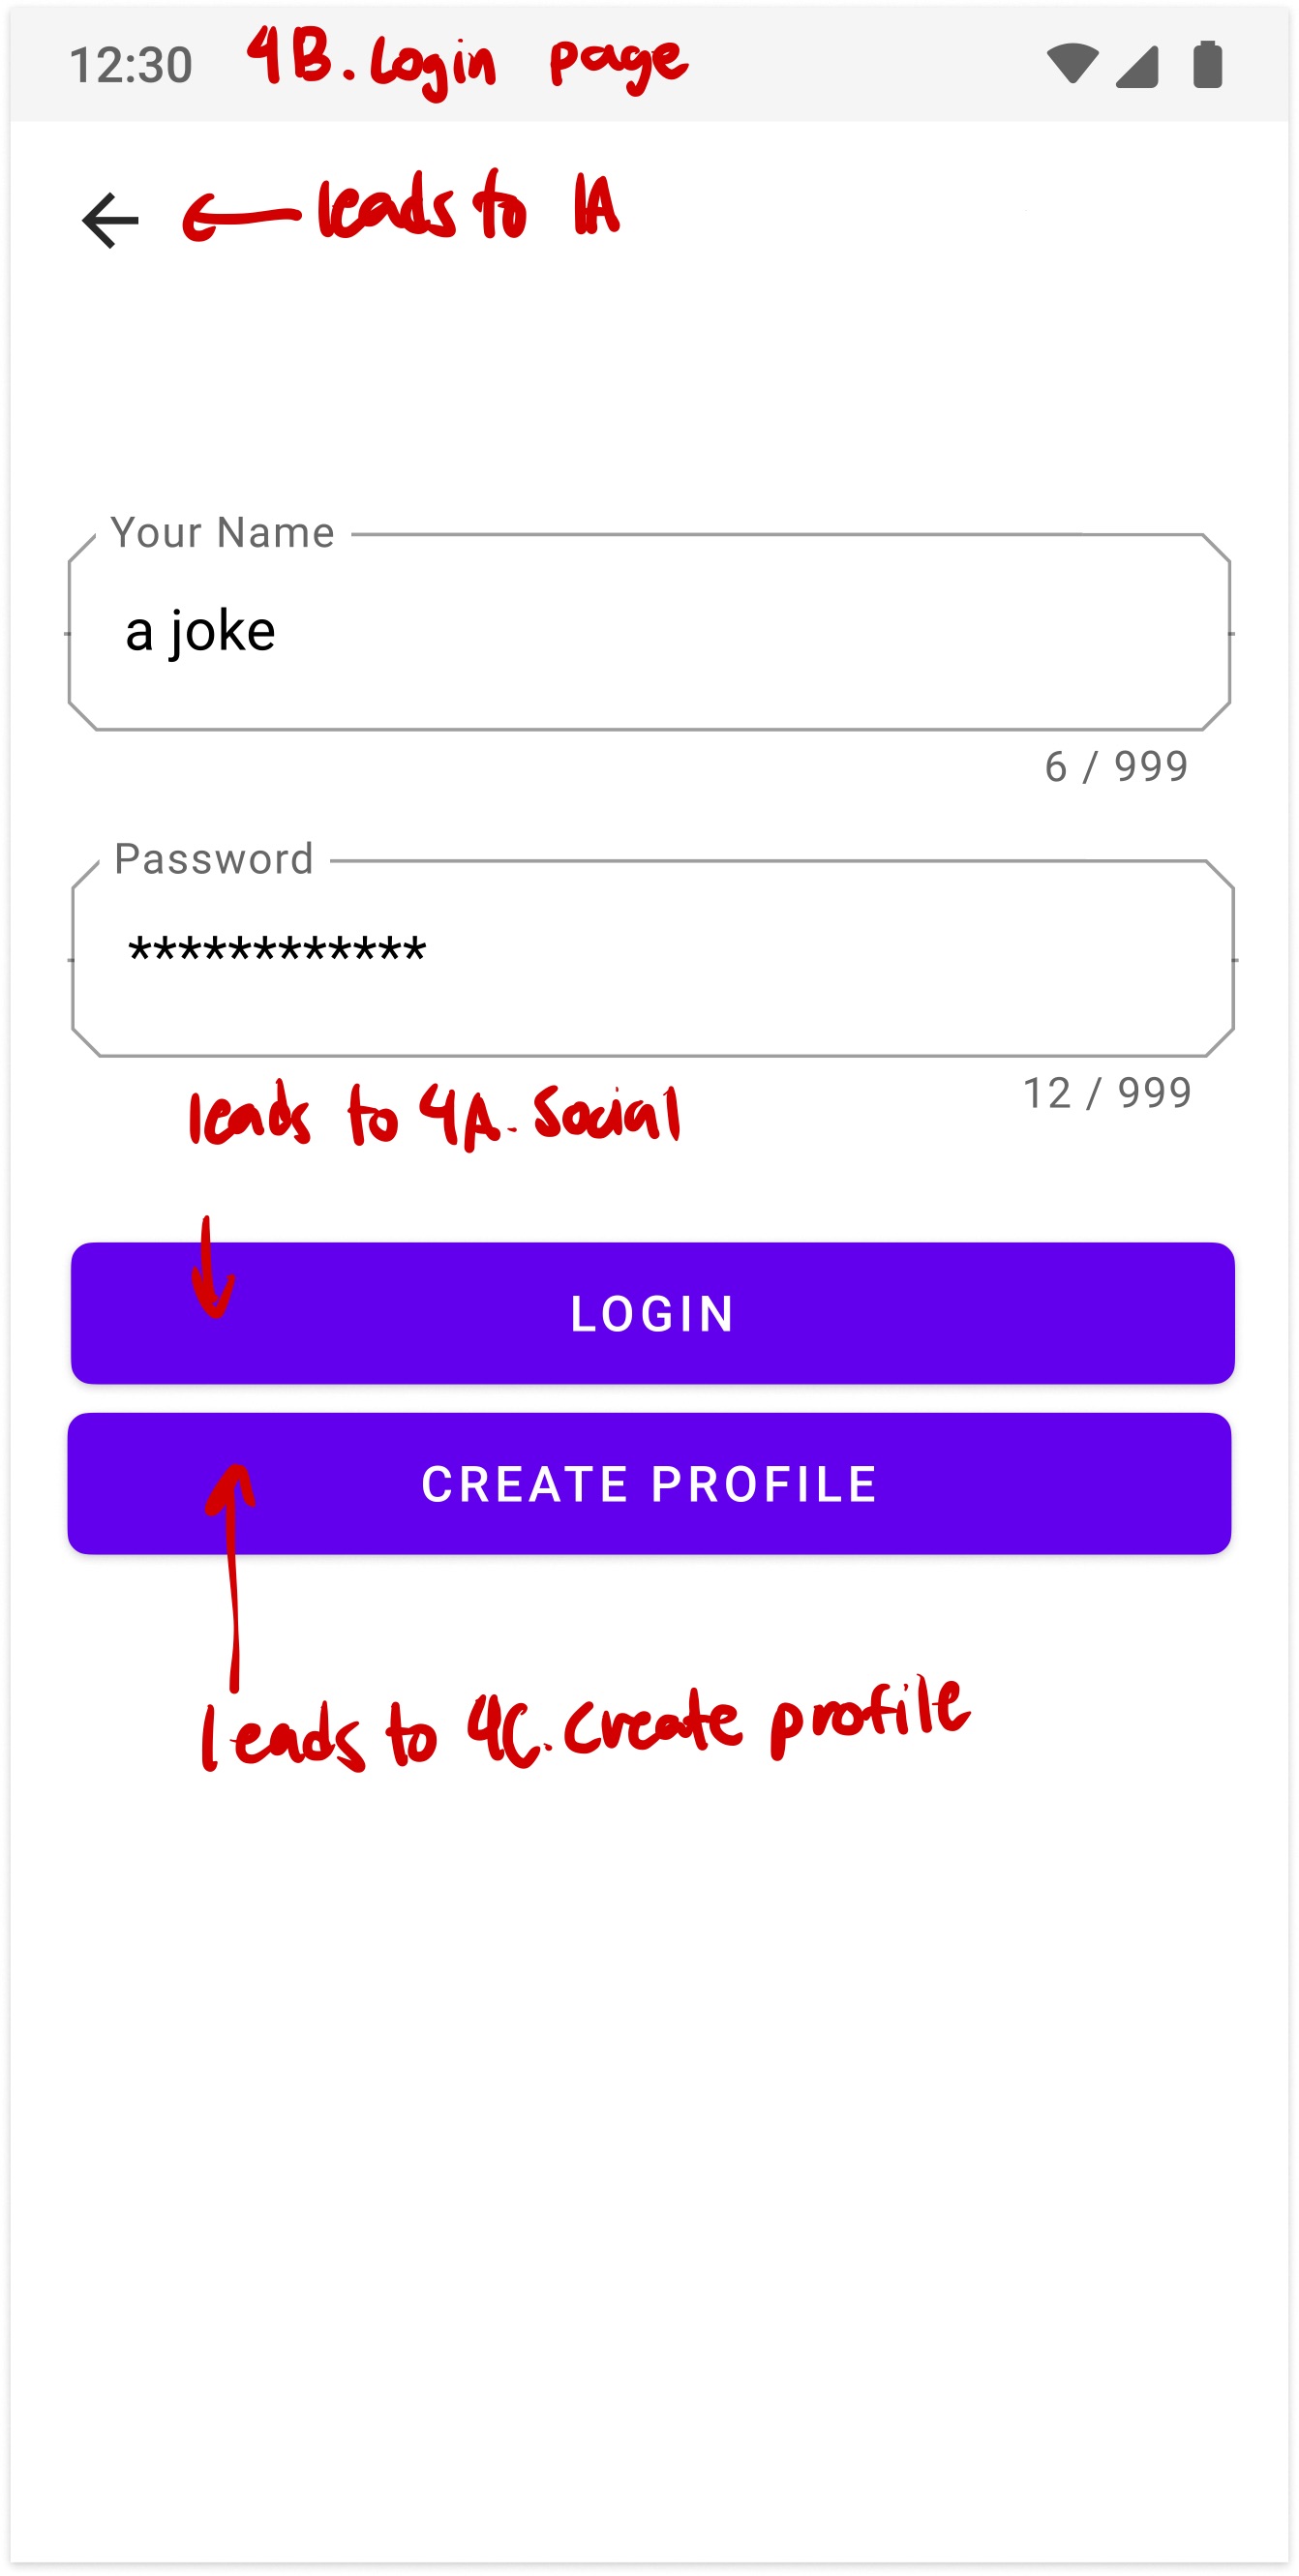 12:30 4B. Login page
leads to 1A
Your Name
a joke
6 / 999
Password
************
12 / 999
leads to 4A. Social
LOGIN
CREATE PROFILE
leads to 4C. Create profile